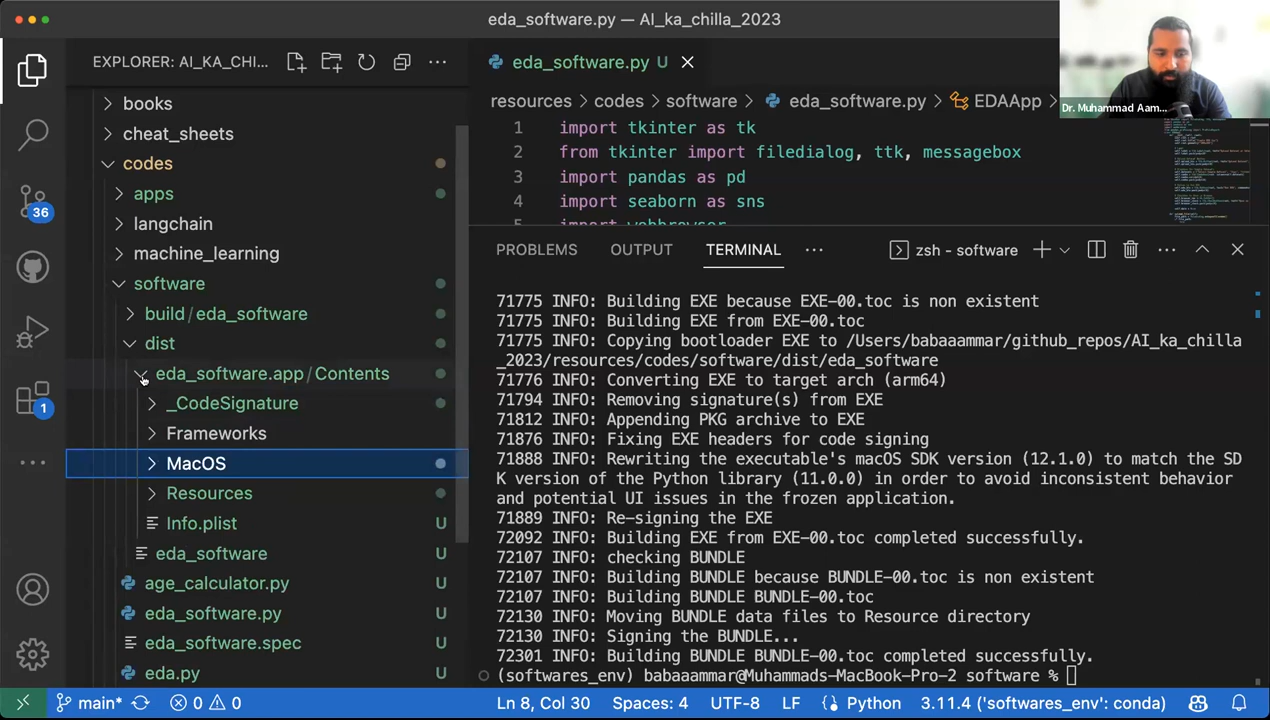 eda_software.py — AI_ka_chilla_2023
EXPLORER: AI_KA_CHI...
books
cheat_sheets
codes
apps
langchain
machine_learning
software
build / eda_software
dist
eda_software.app / Contents
_CodeSignature
Frameworks
MacOS
Resources
Info.plist U
eda_software U
age_calculator.py U
eda_software.py U
eda_software.spec U
eda.py U
36
1
eda_software.py U
resources > codes > software > eda_software.py > EDAApp >
1 import tkinter as tk
2 from tkinter import filedialog, ttk, messagebox
3 import pandas as pd
4 import seaborn as sns
5 import webbrowser
Dr. Muhammad Aam...
PROBLEMS OUTPUT TERMINAL ... zsh - software
71775 INFO: Building EXE because EXE-00.toc is non existent
71775 INFO: Building EXE from EXE-00.toc
71775 INFO: Copying bootloader EXE to /Users/babaaammar/github_repos/AI_ka_chilla
_2023/resources/codes/software/dist/eda_software
71776 INFO: Converting EXE to target arch (arm64)
71794 INFO: Removing signature(s) from EXE
71812 INFO: Appending PKG archive to EXE
71876 INFO: Fixing EXE headers for code signing
71888 INFO: Rewriting the executable's macOS SDK version (12.1.0) to match the SD
K version of the Python library (11.0.0) in order to avoid inconsistent behavior
and potential UI issues in the frozen application.
71889 INFO: Re-signing the EXE
72092 INFO: Building EXE from EXE-00.toc completed successfully.
72107 INFO: checking BUNDLE
72107 INFO: Building BUNDLE because BUNDLE-00.toc is non existent
72107 INFO: Building BUNDLE BUNDLE-00.toc
72130 INFO: Moving BUNDLE data files to Resource directory
72130 INFO: Signing the BUNDLE...
72301 INFO: Building BUNDLE BUNDLE-00.toc completed successfully.
(softwares_env) babaaammar@Muhammads-MacBook-Pro-2 software %
main* 0 0 Ln 8, Col 30 Spaces: 4 UTF-8 LF Python 3.11.4 ('softwares_env': conda)